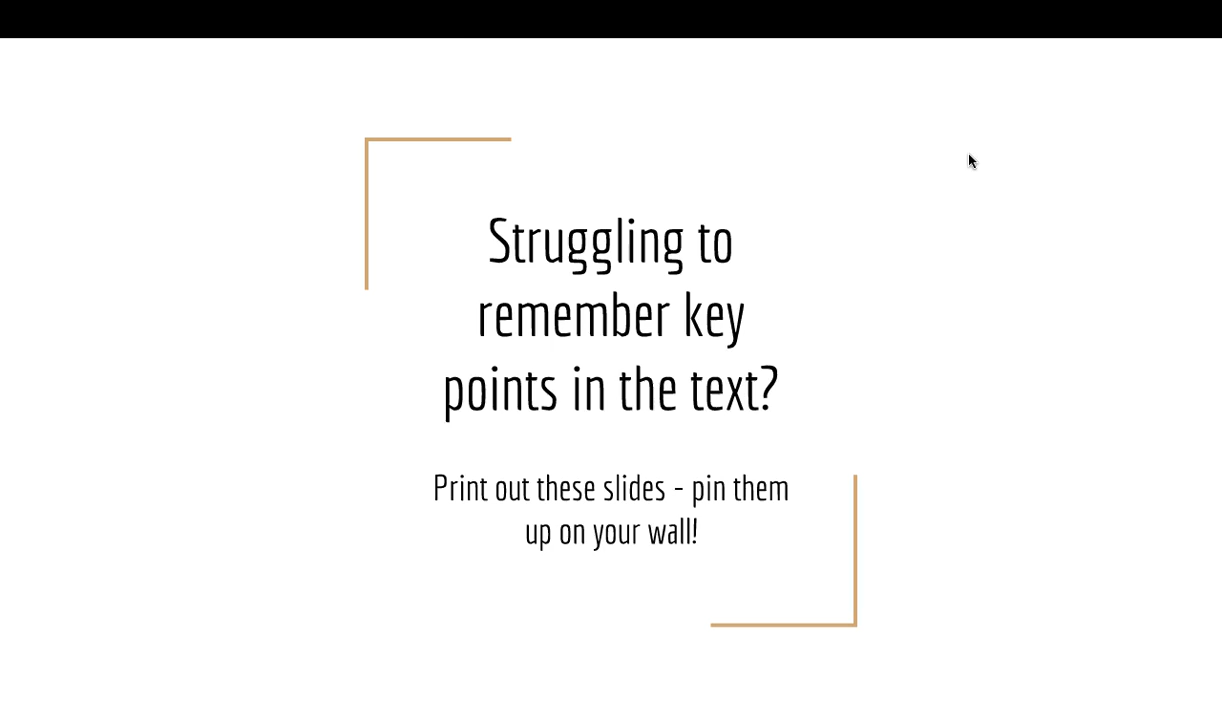 Struggling to
remember key
points in the text?
Print out these slides - pin them
up on your wall!